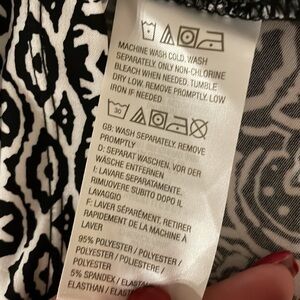 MACHINE WASH COLD, WASH
SEPARATELY. ONLY NON-CHLORINE
BLEACH WHEN NEEDED. TUMBLE
DRY LOW. REMOVE PROMPTLY. LOW
IRON IF NEEDED
30
GB: WASH SEPARATELY. REMOVE
PROMPTLY
D: SEPARAT WASCHEN, VOR DER
WÄSCHE ENTFERNEN
I: LAVARE SEPARATAMENTE.
RIMUOVERE SUBITO DOPO IL
LAVAGGIO
F: LAVER SÉPARÉMENT, RETIRER
RAPIDEMENT DE LA MACHINE À
LAVER
95% POLYESTER / POLYESTER
/ POLYESTER / POLIESTERE /
POLYESTER
5% SPANDEX / ELASTAN
ELASTHAN / ELAST